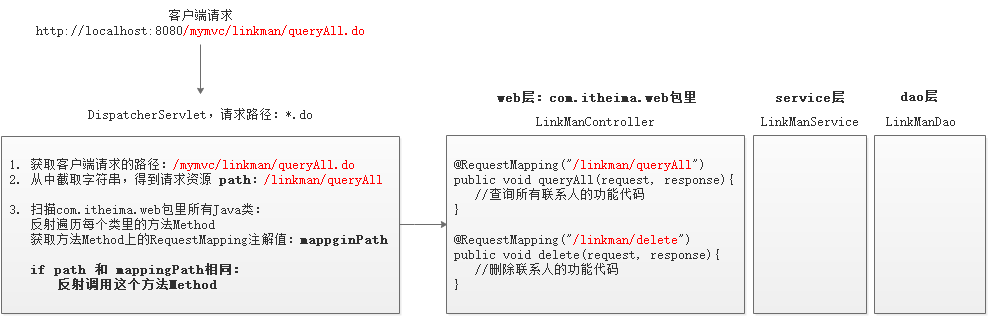 客户端请求
http://localhost:8080/mymvc/linkman/queryAll.do
DispatcherServlet，请求路径：*.do
1. 获取客户端请求的路径：/mymvc/linkman/queryAll.do
2. 从中截取字符串，得到请求资源 path：/linkman/queryAll
3. 扫描com.itheima.web包里所有Java类：
反射遍历每个类里的方法Method
获取方法Method上的RequestMapping注解值：mappginPath
if path 和 mappingPath相同：
反射调用这个方法Method
web层：com.itheima.web包里
LinkManController
@RequestMapping("/linkman/queryAll")
public void queryAll(request, response){
//查询所有联系人的功能代码
}
@RequestMapping("/linkman/delete")
public void delete(request, response){
//删除联系人的功能代码
}
service层
LinkManService
dao层
LinkManDao